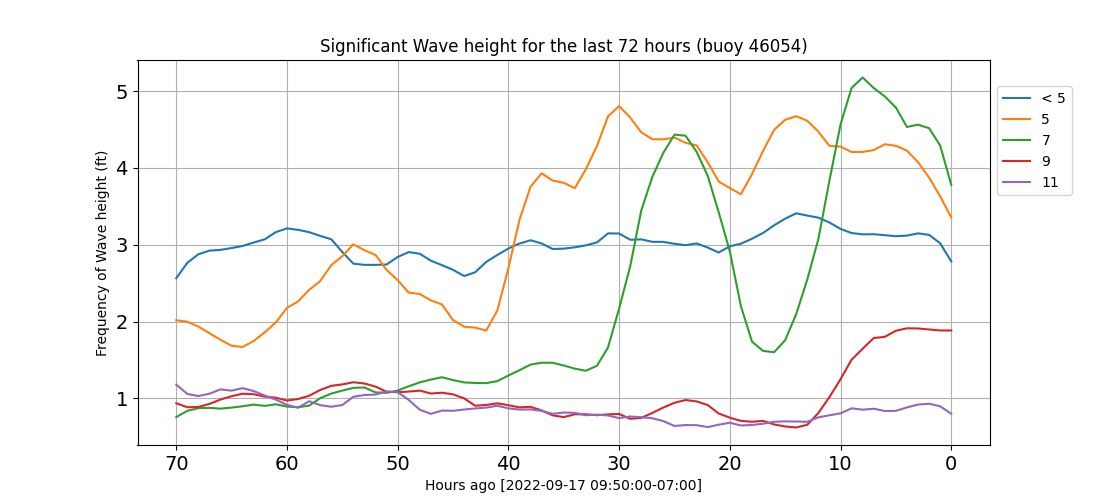 Significant Wave height for the last 72 hours (buoy 46054)
Frequency of Wave height (ft)
5
4
3
2
1
70 60 50 40 30 20 10 0
Hours ago [2022-09-17 09:50:00-07:00]
< 5
5
7
9
11